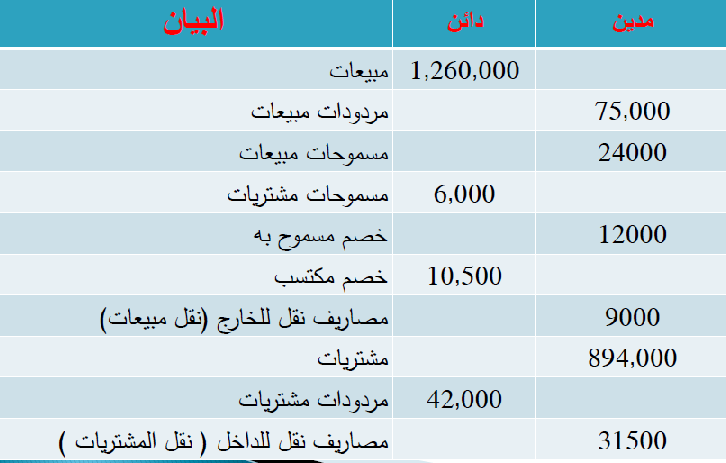 مدين دائن البيان
1,260,000 مبيعات
75,000 مردودات مبيعات
24000 مسموحات مبيعات
6,000 مسموحات مشتريات
12000 خصم مسموح به
10,500 خصم مكتسب
9000 مصاريف نقل للخارج (نقل مبيعات)
894,000 مشتريات
42,000 مردودات مشتريات
31500 مصاريف نقل للداخل ( نقل المشتريات )